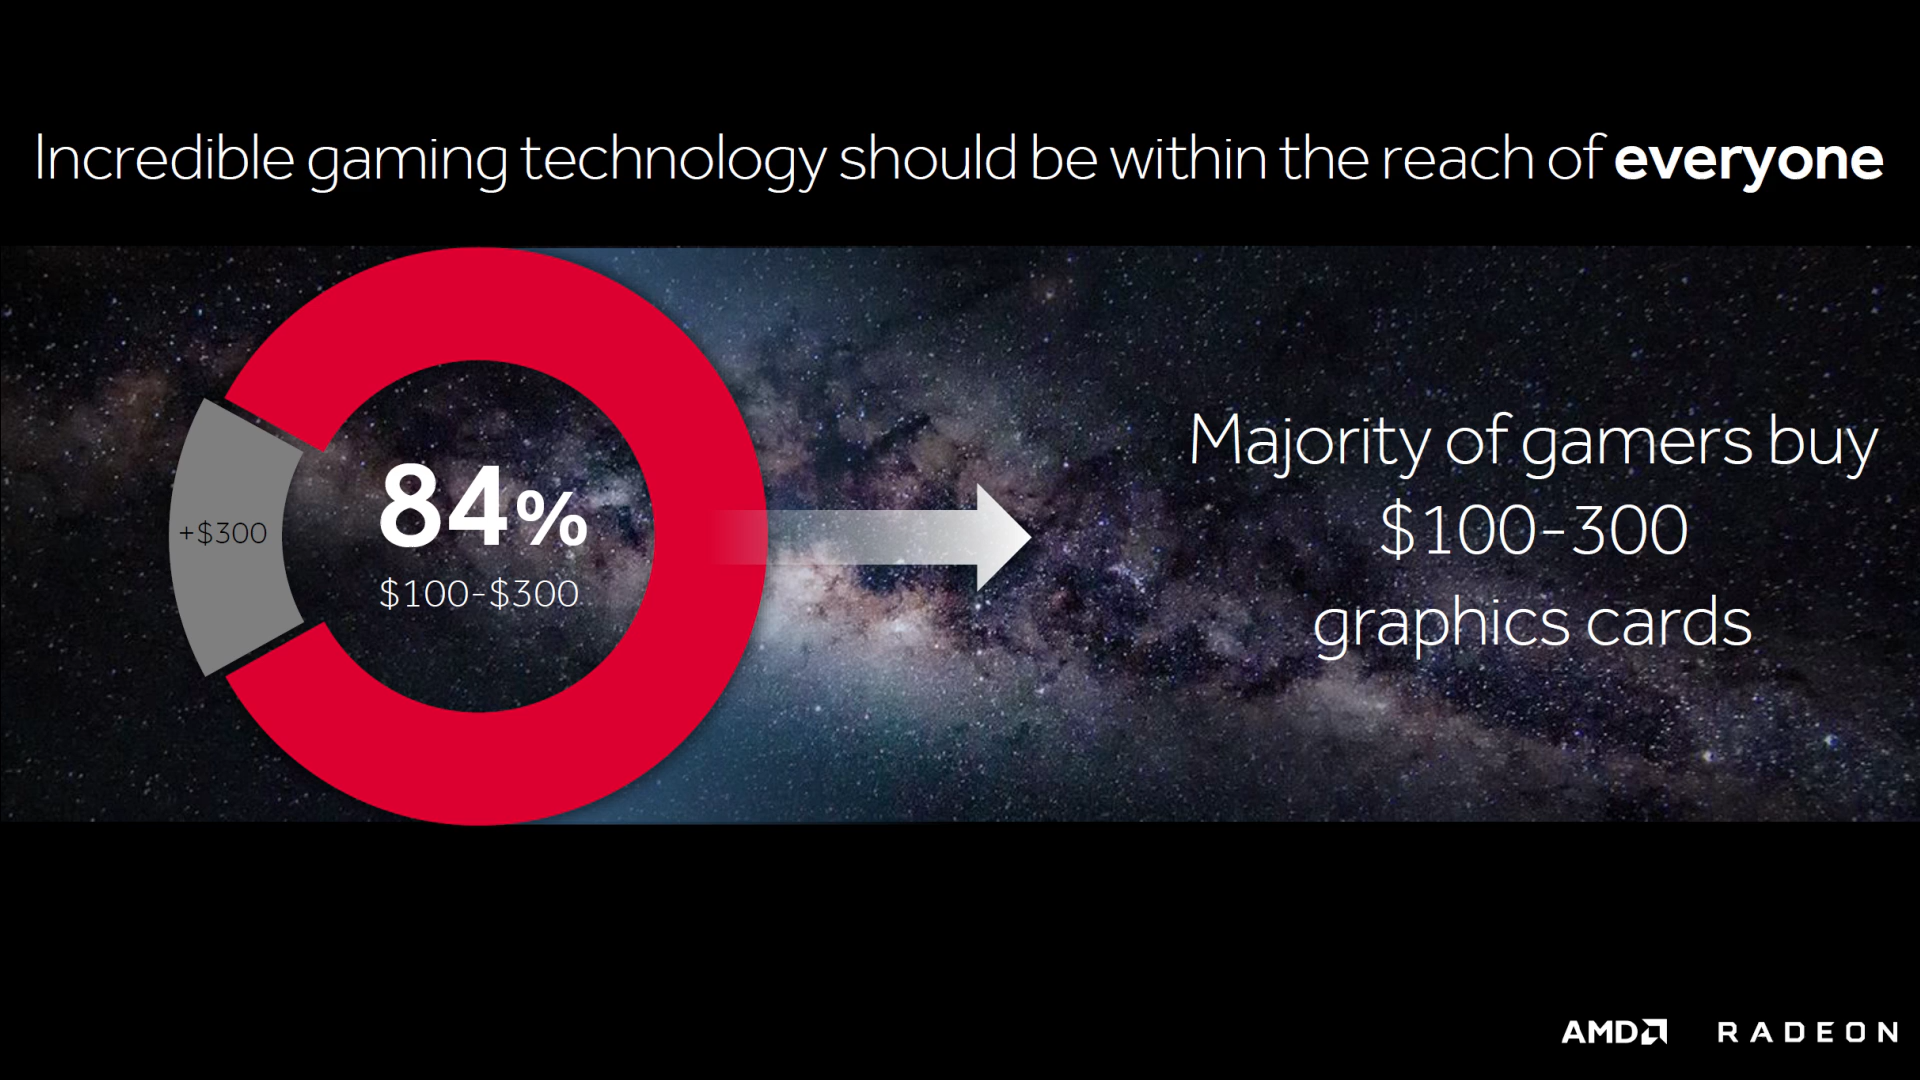 Incredible gaming technology should be within the reach of everyone
+$300
84%
$100-$300
Majority of gamers buy
$100-300
graphics cards
AMD RADEON